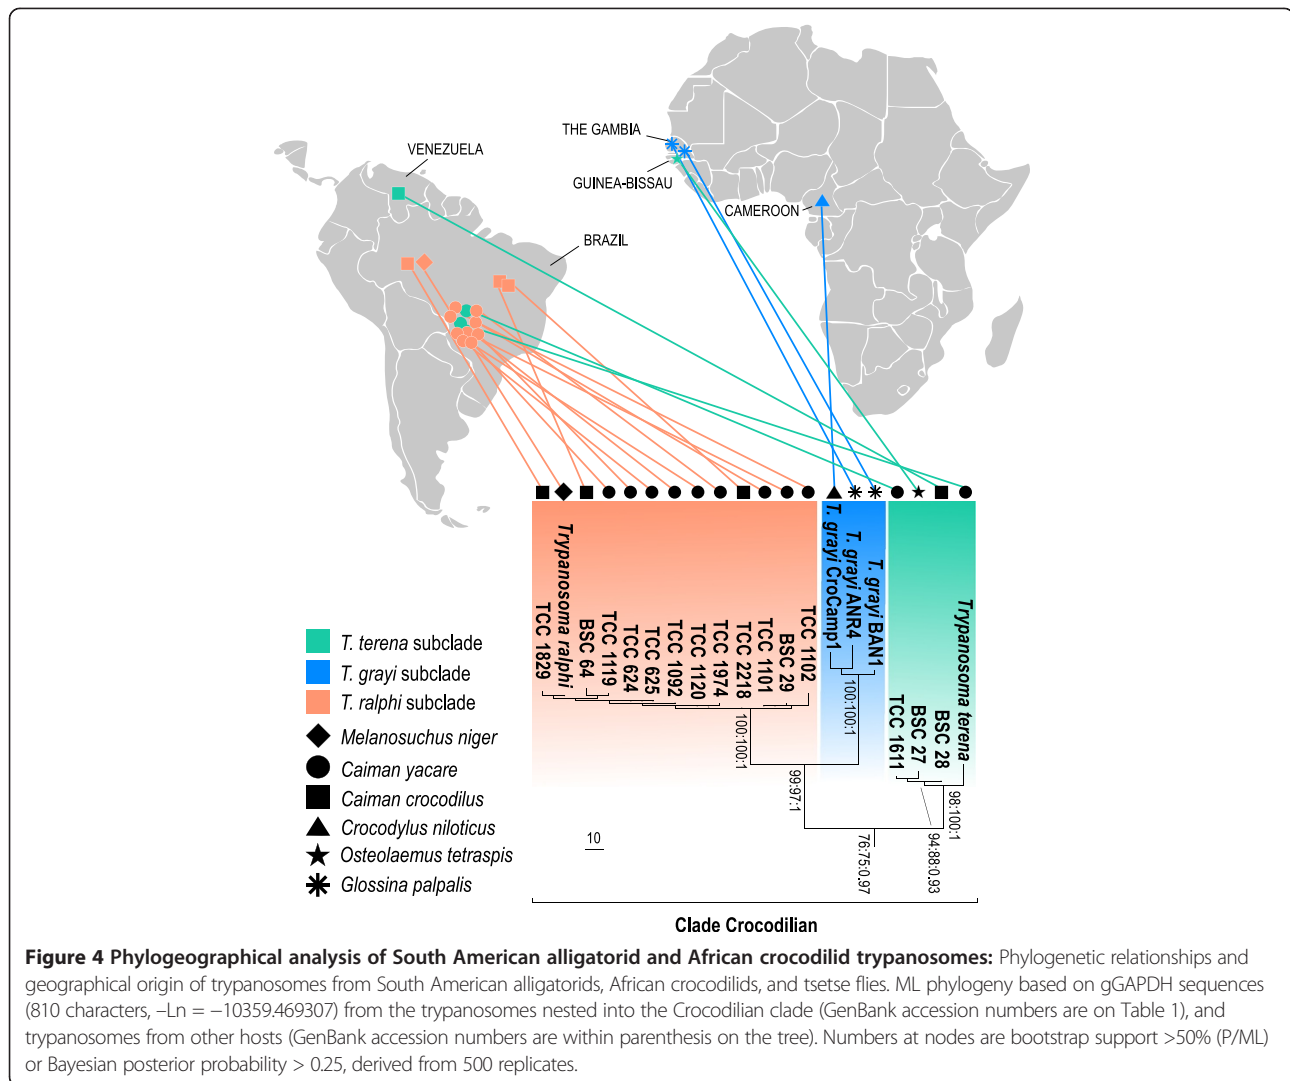 THE GAMBIA
VENEZUELA
GUINEA-BISSAU
CAMEROON
BRAZIL
TCC 1829
Trypanosoma ralphi
BSC 64
TCC 1119
TCC 624
TCC 625
TCC 1092
TCC 1120
TCC 1974
TCC 2218
TCC 1101
BSC 29
TCC 1102
T. grayi CroCamp1
T. grayi ANR4
T. grayi BAN1
TCC 1611
BSC 27
BSC 28
Trypanosoma terena
100:100:1
100:100:1
99:97:1
76:75:0.97
94:88:0.93
98:100:1
T. terena subclade
T. grayi subclade
T. ralphi subclade
Melanosuchus niger
Caiman yacare
Caiman crocodilus
Crocodylus niloticus
Osteolaemus tetraspis
Glossina palpalis
10
Clade Crocodilian
Figure 4 Phylogeographical analysis of South American alligatorid and African crocodilid trypanosomes: Phylogenetic relationships and
geographical origin of trypanosomes from South American alligatorids, African crocodilids, and tsetse flies. ML phylogeny based on gGAPDH sequences
(810 characters, –Ln = −10359.469307) from the trypanosomes nested into the Crocodilian clade (GenBank accession numbers are on Table 1), and
trypanosomes from other hosts (GenBank accession numbers are within parenthesis on the tree). Numbers at nodes are bootstrap support >50% (P/ML)
or Bayesian posterior probability > 0.25, derived from 500 replicates.